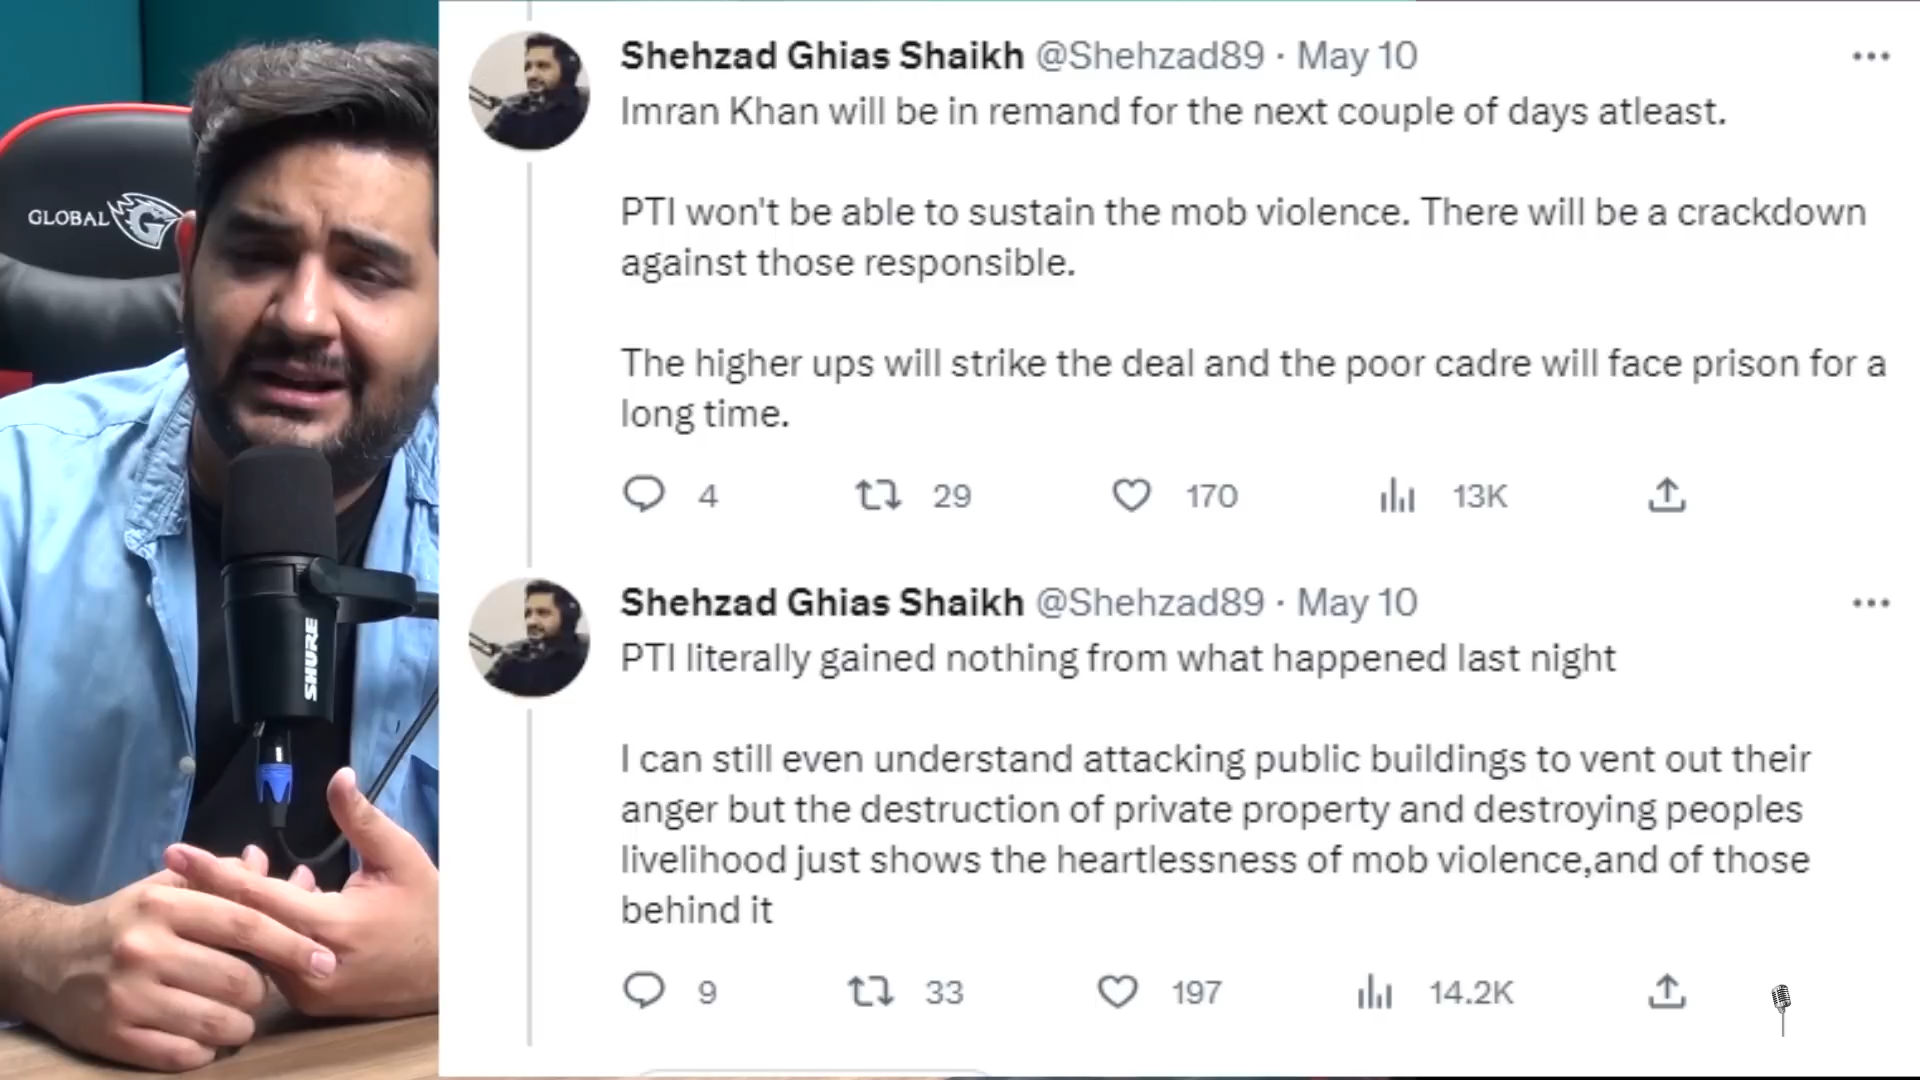 GLOBAL
SHURE
Shehzad Ghias Shaikh @Shehzad89 · May 10
Imran Khan will be in remand for the next couple of days atleast.
PTI won't be able to sustain the mob violence. There will be a crackdown
against those responsible.
The higher ups will strike the deal and the poor cadre will face prison for a
long time.
4 29 170 13K
Shehzad Ghias Shaikh @Shehzad89 · May 10
PTI literally gained nothing from what happened last night
I can still even understand attacking public buildings to vent out their
anger but the destruction of private property and destroying peoples
livelihood just shows the heartlessness of mob violence,and of those
behind it
9 33 197 14.2K